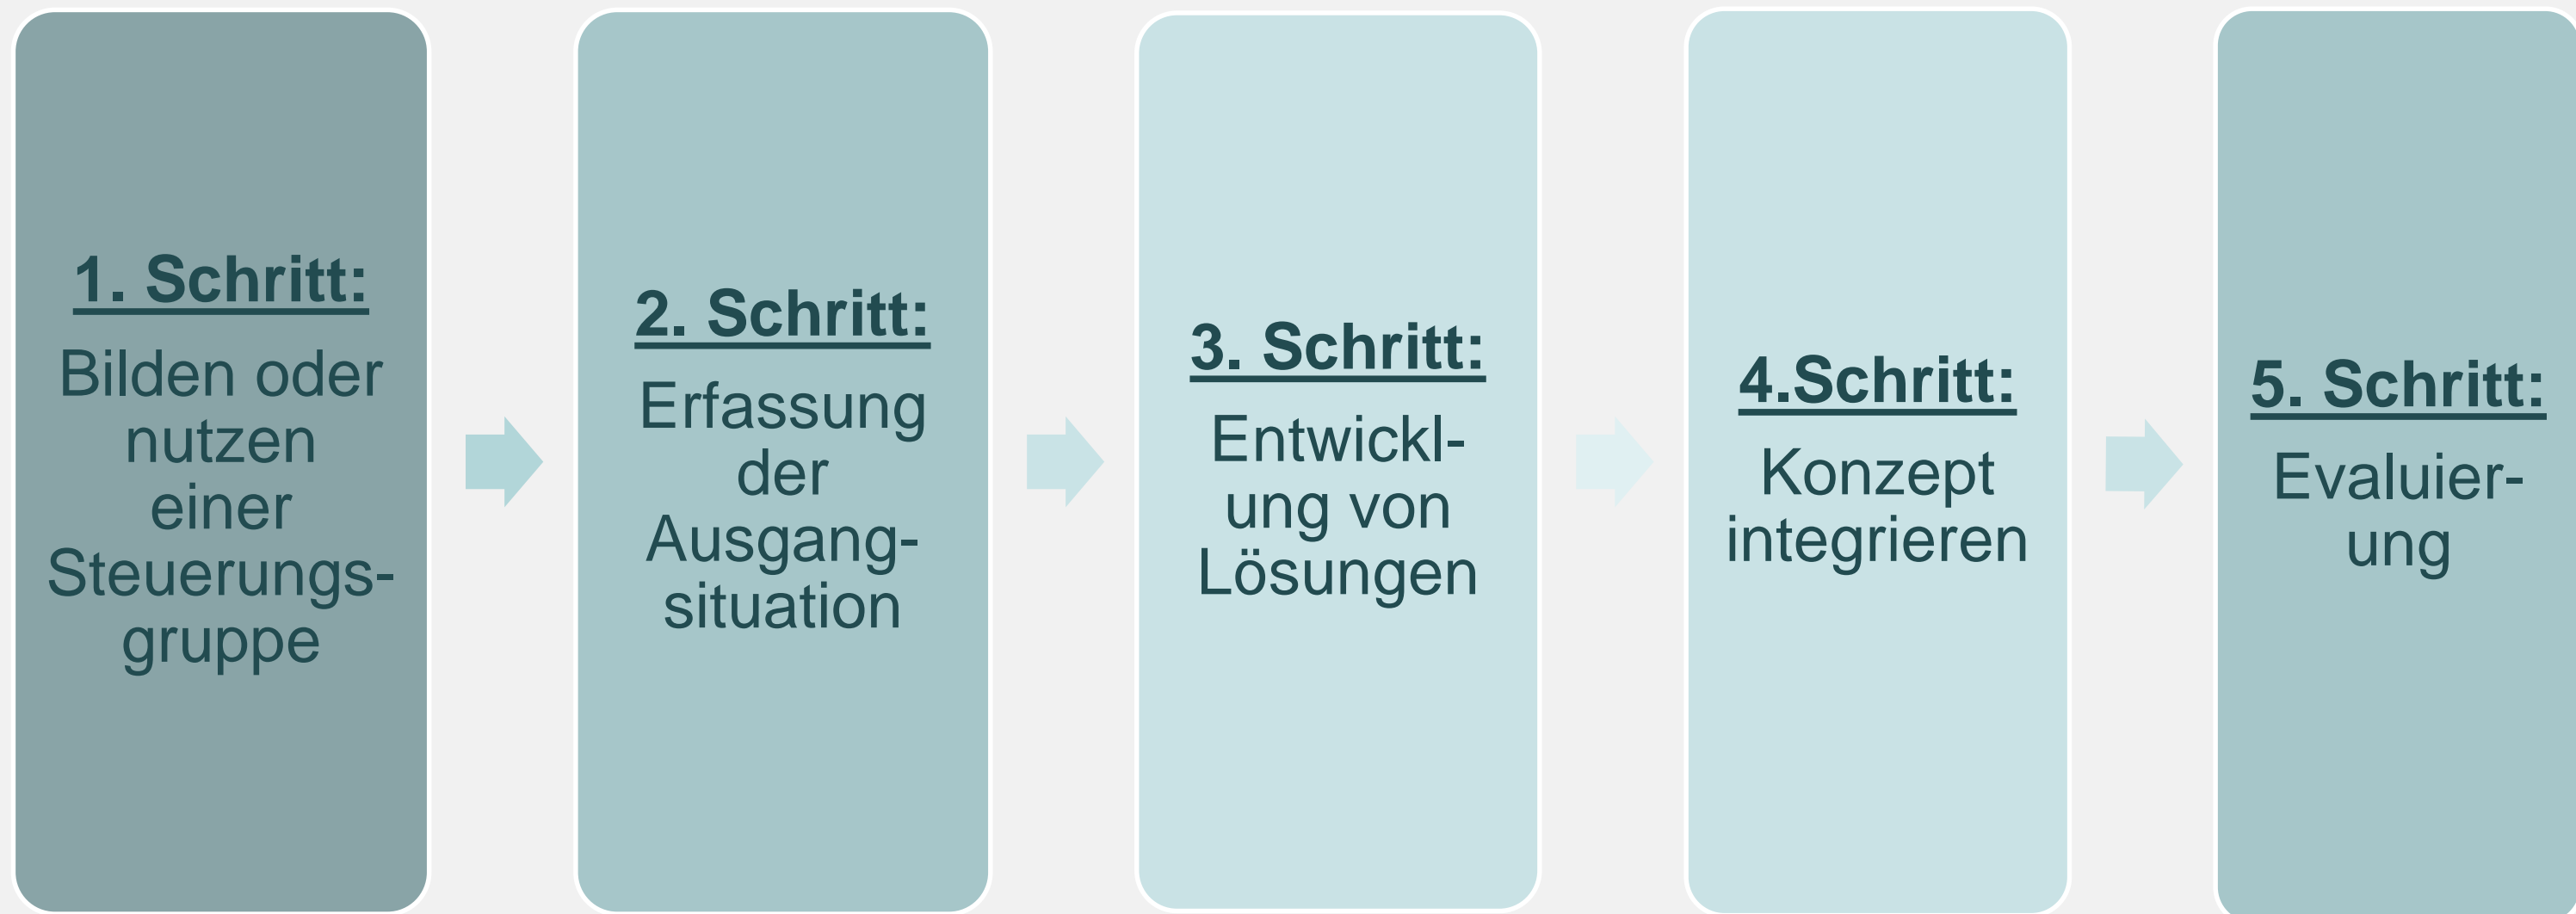 1. Schritt:
Bilden oder
nutzen
einer
Steuerungs-
gruppe
2. Schritt:
Erfassung
der
Ausgang-
situation
3. Schritt:
Entwickl-
ung von
Lösungen
4.Schritt:
Konzept
integrieren
5. Schritt:
Evaluier-
ung